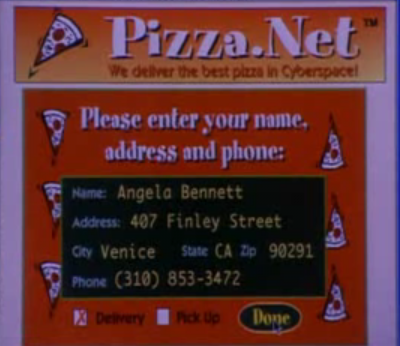 Pizza.Net™
We deliver the best pizza in Cyberspace!
Please enter your name,
address and phone:
Name: Angela Bennett
Address: 407 Finley Street
City Venice State CA Zip 90291
Phone (310) 853-3472
X Delivery Pick Up Done